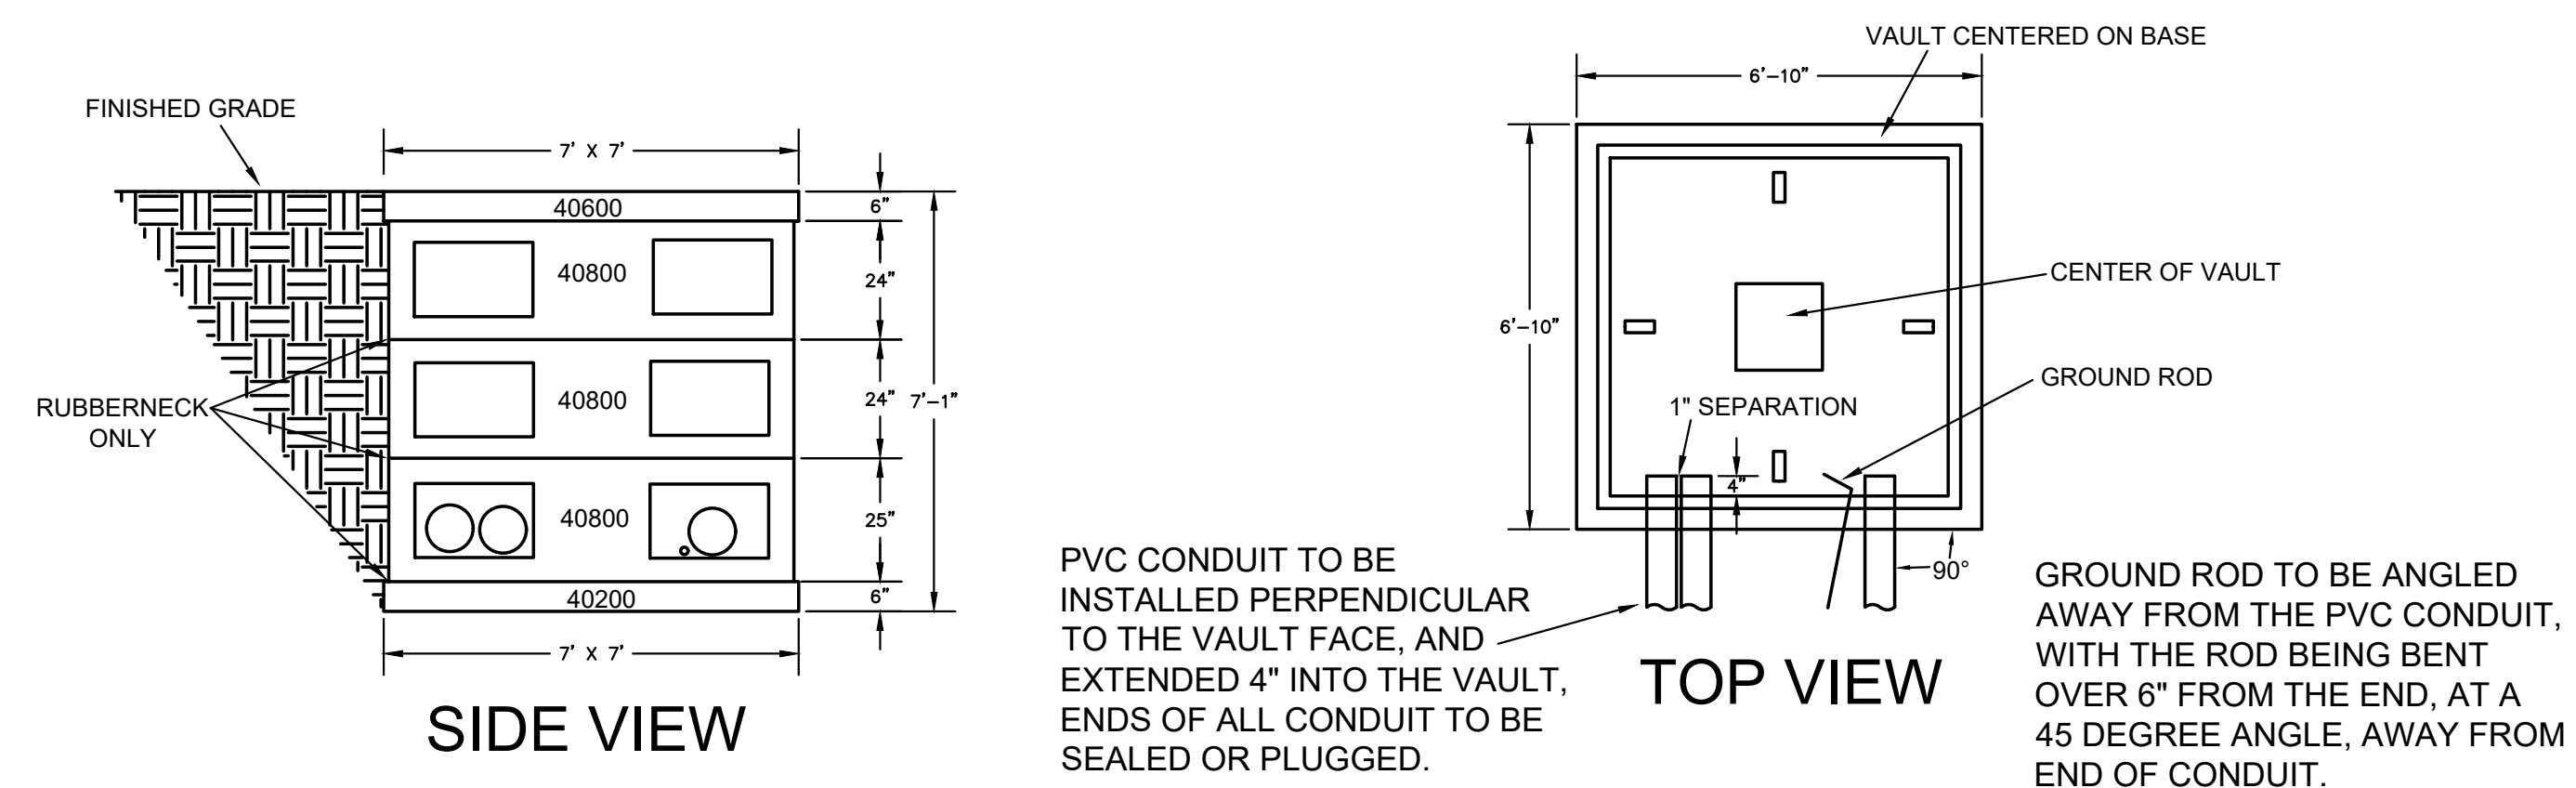 FINISHED GRADE
7' X 7'
40600
6"
40800
24"
RUBBERNECK
ONLY
40800
24"
7'-1"
40800
25"
40200
6"
7' X 7'
SIDE VIEW
VAULT CENTERED ON BASE
6'-10"
CENTER OF VAULT
6'-10"
GROUND ROD
1" SEPARATION
4"
90°
PVC CONDUIT TO BE
INSTALLED PERPENDICULAR
TO THE VAULT FACE, AND
EXTENDED 4" INTO THE VAULT,
ENDS OF ALL CONDUIT TO BE
SEALED OR PLUGGED.
TOP VIEW
GROUND ROD TO BE ANGLED
AWAY FROM THE PVC CONDUIT,
WITH THE ROD BEING BENT
OVER 6" FROM THE END, AT A
45 DEGREE ANGLE, AWAY FROM
END OF CONDUIT.